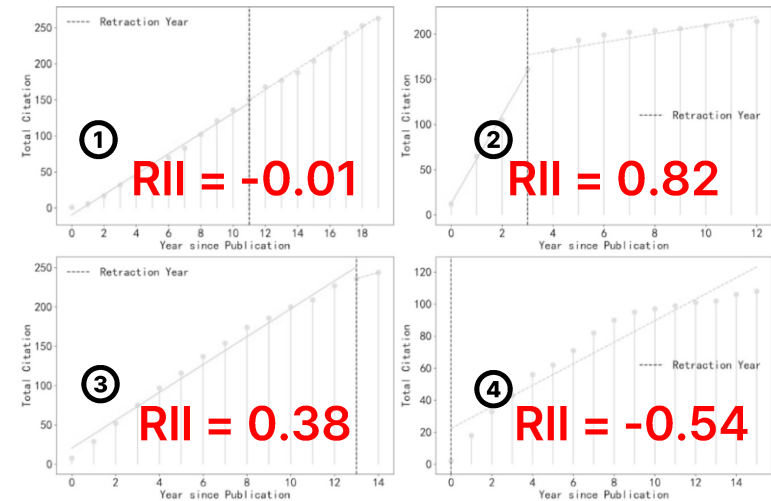 Retraction Year
Total Citation
250
200
150
100
50
0
1
RII = -0.01
0 2 4 6 8 10 12 14 16 18
Year since Publication
Total Citation
200
150
100
50
0
Retraction Year
2
RII = 0.82
0 2 4 6 8 10 12
Year since Publication
Retraction Year
Total Citation
250
200
150
100
50
0
3
RII = 0.38
0 2 4 6 8 10 12 14
Year since Publication
Total Citation
120
100
80
60
40
20
0
Retraction Year
4
RII = -0.54
0 2 4 6 8 10 12 14
Year since Publication